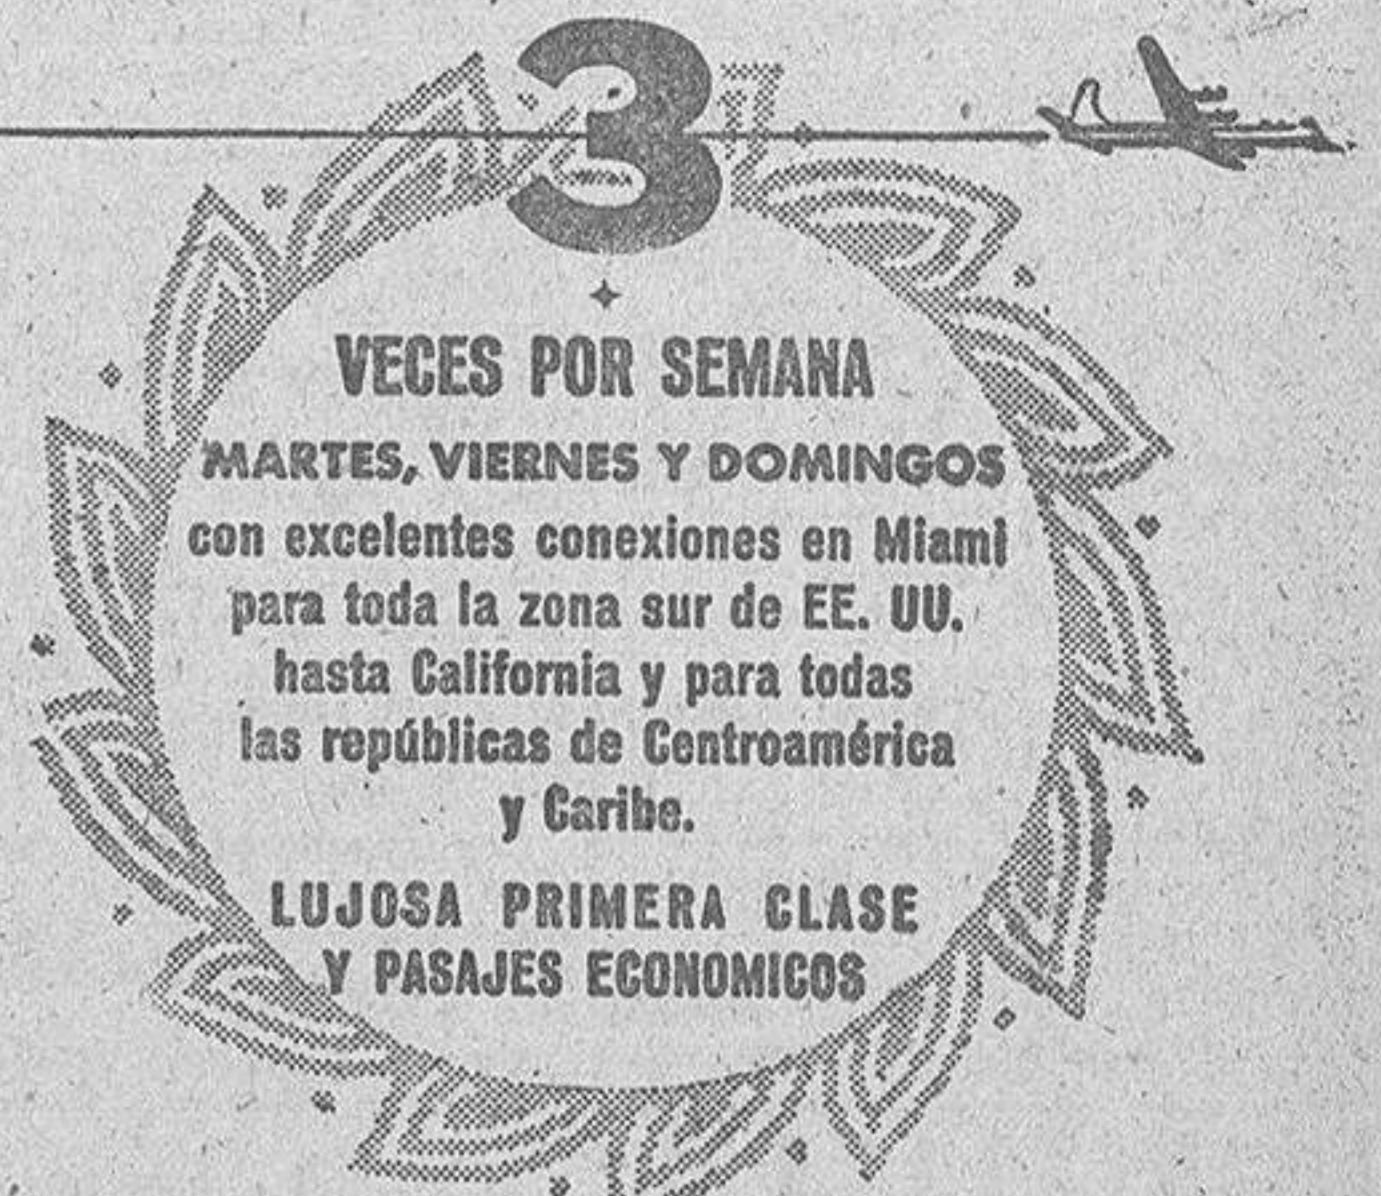 3
VECES POR SEMANA
MARTES, VIERNES Y DOMINGOS
con excelentes conexiones en Miami
para toda la zona sur de EE. UU.
hasta California y para todas
las repúblicas de Centroamérica
y Caribe.
LUJOSA PRIMERA CLASE
Y PASAJES ECONOMICOS